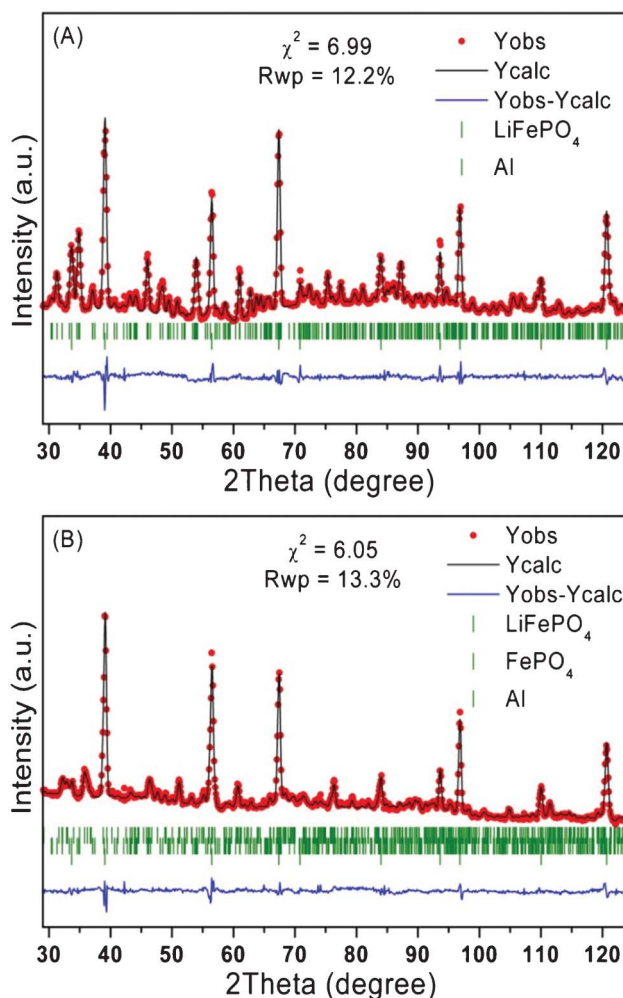 (A)
χ² = 6.99
Rwp = 12.2%
Yobs
Ycalc
Yobs-Ycalc
LiFePO₄
Al
Intensity (a.u.)
30 40 50 60 70 80 90 100 110 120
2Theta (degree)
(B)
χ² = 6.05
Rwp = 13.3%
Yobs
Ycalc
Yobs-Ycalc
LiFePO₄
FePO₄
Al
Intensity (a.u.)
30 40 50 60 70 80 90 100 110 120
2Theta (degree)